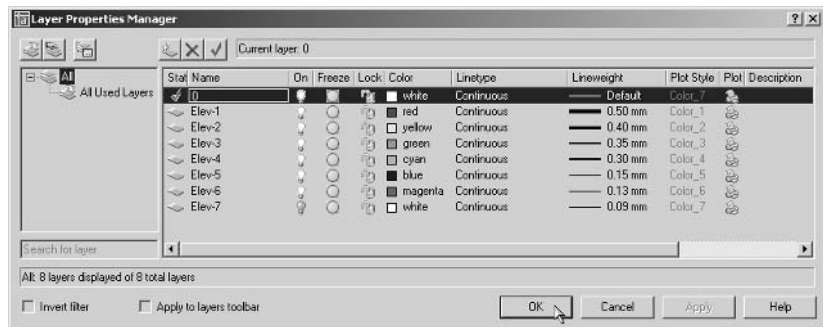 Layer Properties Manager
Current layer: 0
All
All Used Layers
Stat Name On Freeze Lock Color Linetype Lineweight Plot Style Plot Description
0 white Continuous Default Color_7
Elev-1 red Continuous 0.50 mm Color_1
Elev-2 yellow Continuous 0.40 mm Color_2
Elev-3 green Continuous 0.35 mm Color_3
Elev-4 cyan Continuous 0.30 mm Color_4
Elev-5 blue Continuous 0.15 mm Color_5
Elev-6 magenta Continuous 0.13 mm Color_6
Elev-7 white Continuous 0.09 mm Color_7
Search for layer
All: 8 layers displayed of 8 total layers
Invert filter Apply to layers toolbar OK Cancel Apply Help